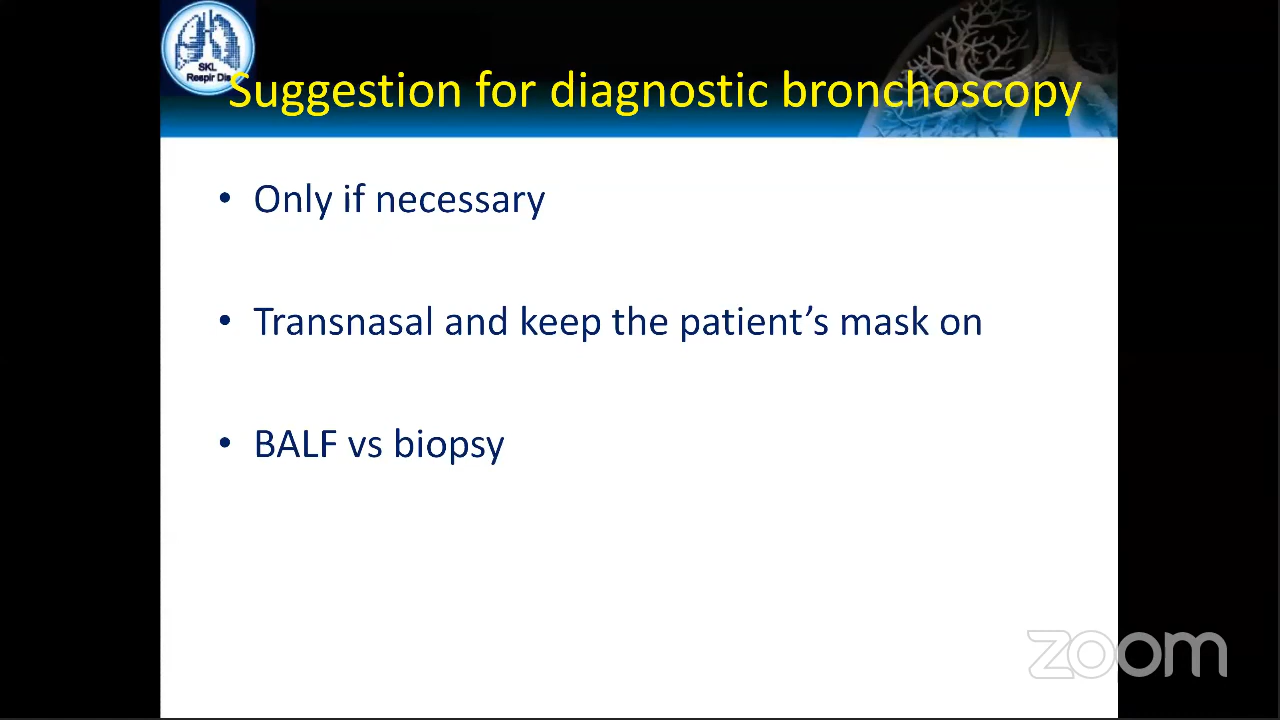 SKL
Respir Dis
Suggestion for diagnostic bronchoscopy
• Only if necessary
• Transnasal and keep the patient’s mask on
• BALF vs biopsy
zoom